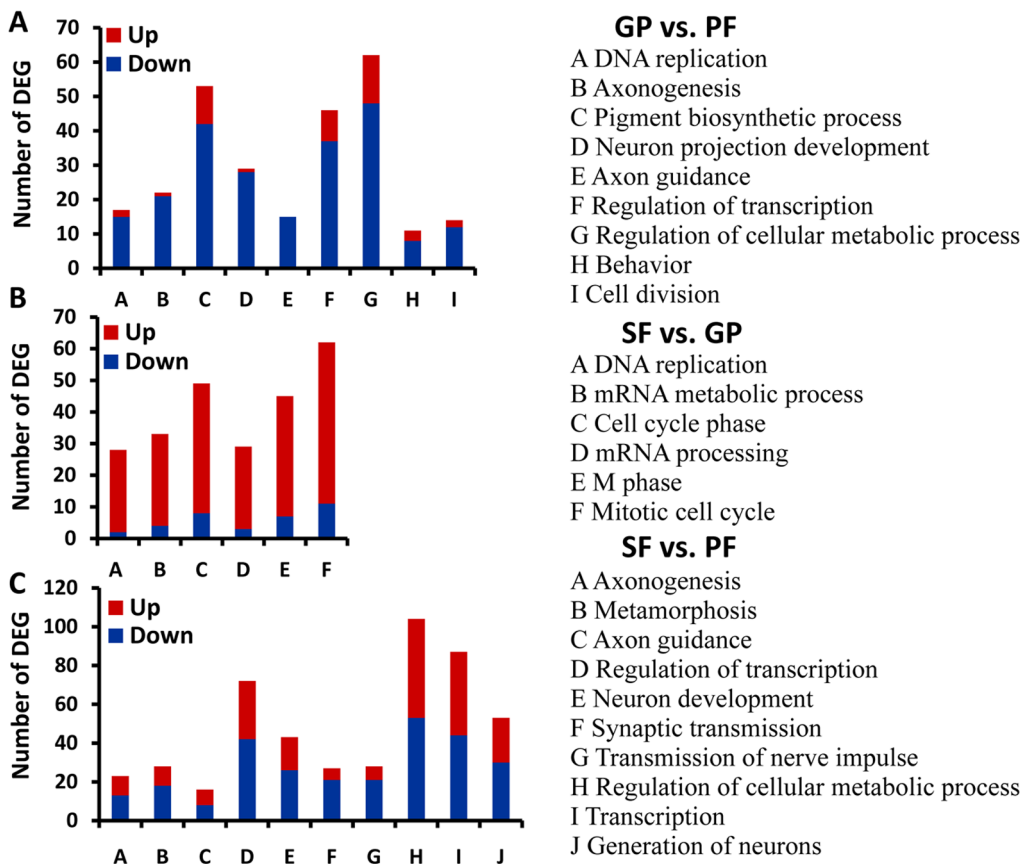 A
Number of DEG
70
60
50
40
30
20
10
0
Up
Down
A B C D E F G H I
GP vs. PF
A DNA replication
B Axonogenesis
C Pigment biosynthetic process
D Neuron projection development
E Axon guidance
F Regulation of transcription
G Regulation of cellular metabolic process
H Behavior
I Cell division
B
Number of DEG
70
60
50
40
30
20
10
0
Up
Down
A B C D E F
SF vs. GP
A DNA replication
B mRNA metabolic process
C Cell cycle phase
D mRNA processing
E M phase
F Mitotic cell cycle
C
Number of DEG
120
100
80
60
40
20
0
Up
Down
A B C D E F G H I J
SF vs. PF
A Axonogenesis
B Metamorphosis
C Axon guidance
D Regulation of transcription
E Neuron development
F Synaptic transmission
G Transmission of nerve impulse
H Regulation of cellular metabolic process
I Transcription
J Generation of neurons